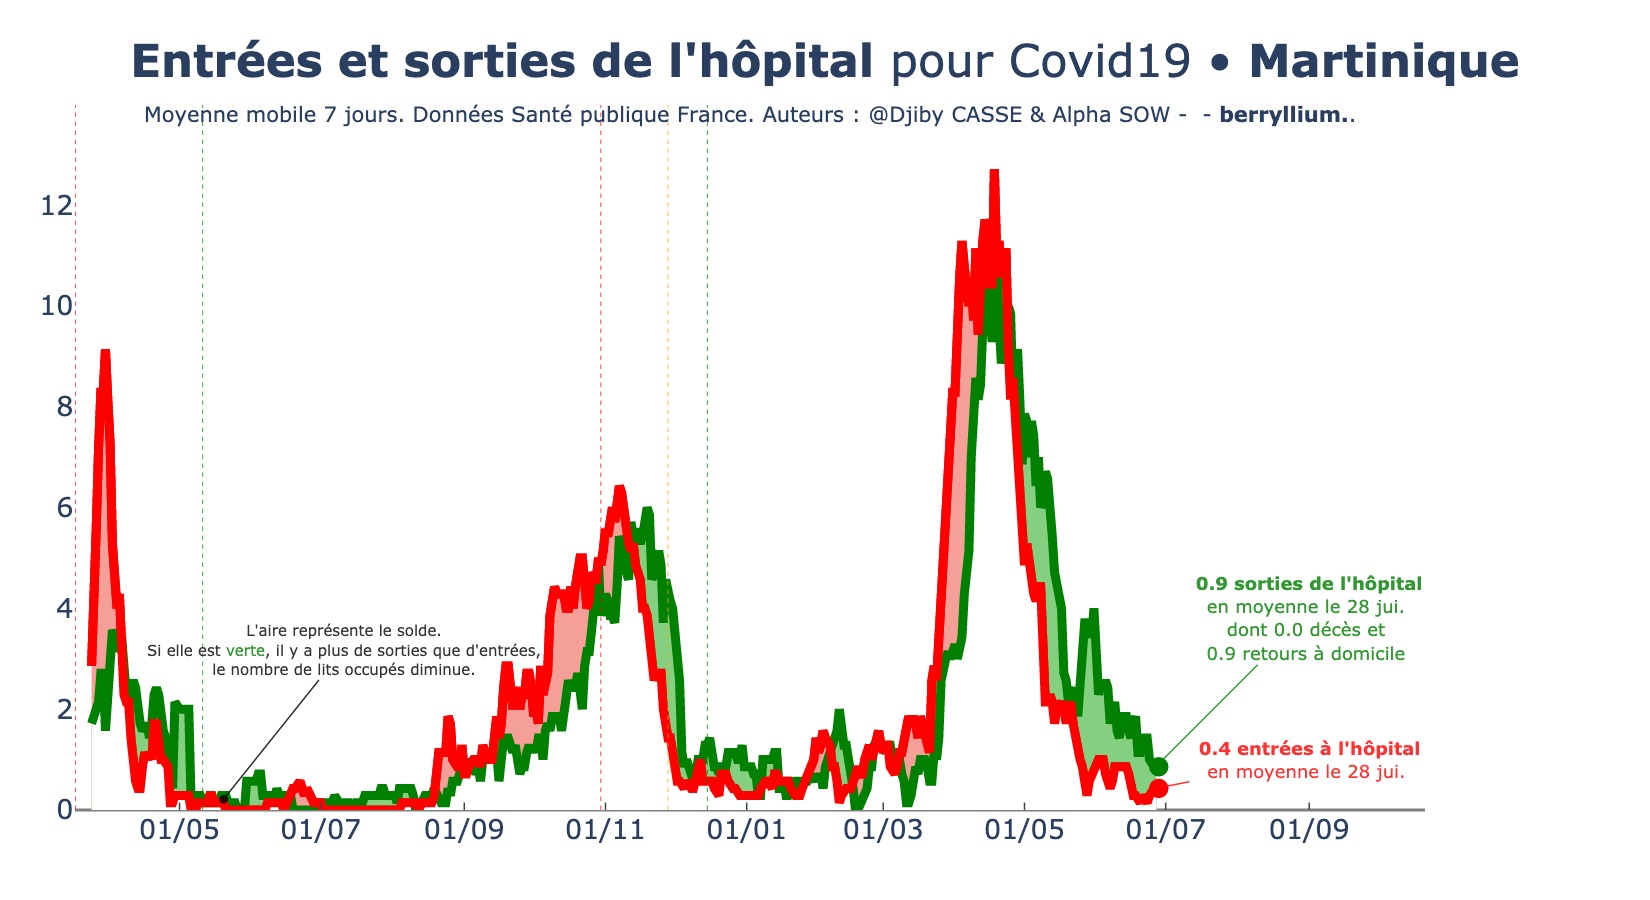 Entrées et sorties de l'hôpital pour Covid19 • Martinique
Moyenne mobile 7 jours. Données Santé publique France. Auteurs : @Djiby CASSE & Alpha SOW -  - berryllium..
12
10
8
6
4
2
0
L'aire représente le solde.
Si elle est verte, il y a plus de sorties que d'entrées,
le nombre de lits occupés diminue.
0.9 sorties de l'hôpital
en moyenne le 28 jui.
dont 0.0 décès et
0.9 retours à domicile
0.4 entrées à l'hôpital
en moyenne le 28 jui.
01/05 01/07 01/09 01/11 01/01 01/03 01/05 01/07 01/09